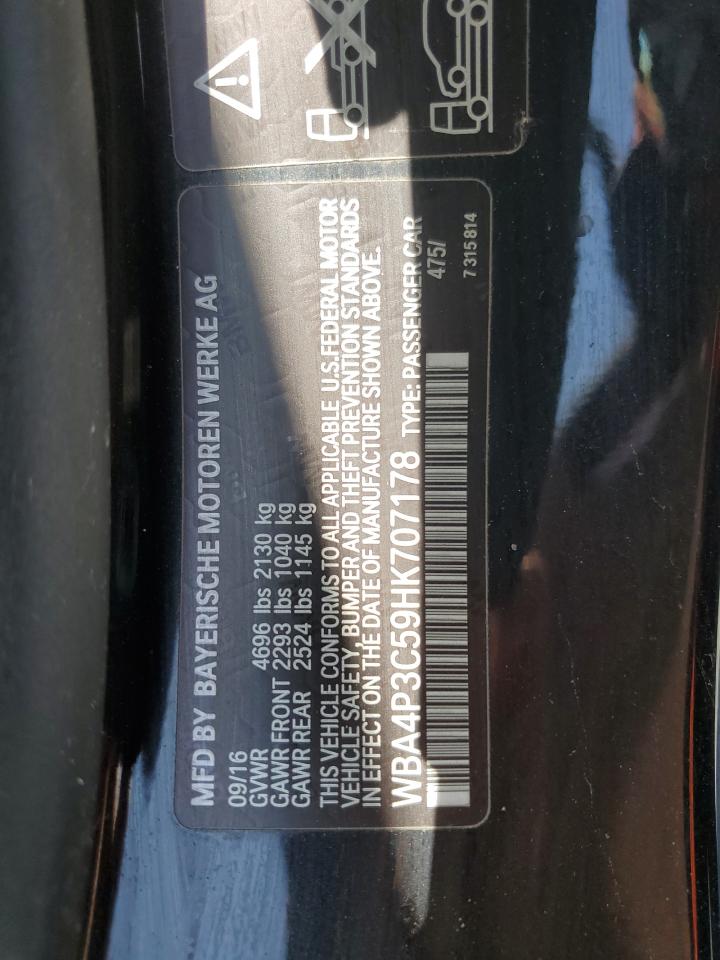 MFD BY BAYERISCHE MOTOREN WERKE AG
09/16
GVWR 4696 lbs 2130 kg
GAWR FRONT 2293 lbs 1040 kg
GAWR REAR 2524 lbs 1145 kg
THIS VEHICLE CONFORMS TO ALL APPLICABLE U.S. FEDERAL MOTOR
VEHICLE SAFETY, BUMPER AND THEFT PREVENTION STANDARDS
IN EFFECT ON THE DATE OF MANUFACTURE SHOWN ABOVE.
WBA4P3C59HK707178 TYPE: PASSENGER CAR
475/
7 315 814